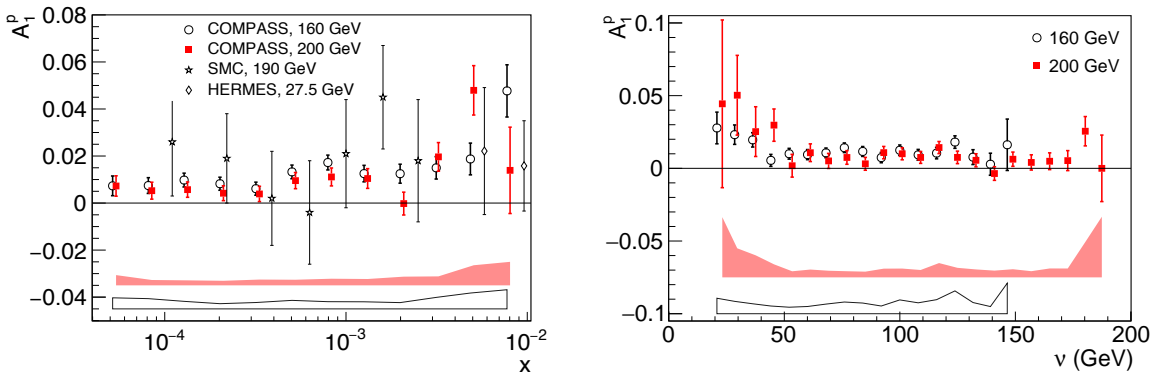 A₁ᵖ
0.08
0.06
0.04
0.02
0
−0.02
−0.04
COMPASS, 160 GeV
COMPASS, 200 GeV
SMC, 190 GeV
HERMES, 27.5 GeV
10⁻⁴ 10⁻³ 10⁻²
x
A₁ᵖ
0.1
0.05
0
−0.05
−0.1
160 GeV
200 GeV
0 50 100 150 200
ν (GeV)